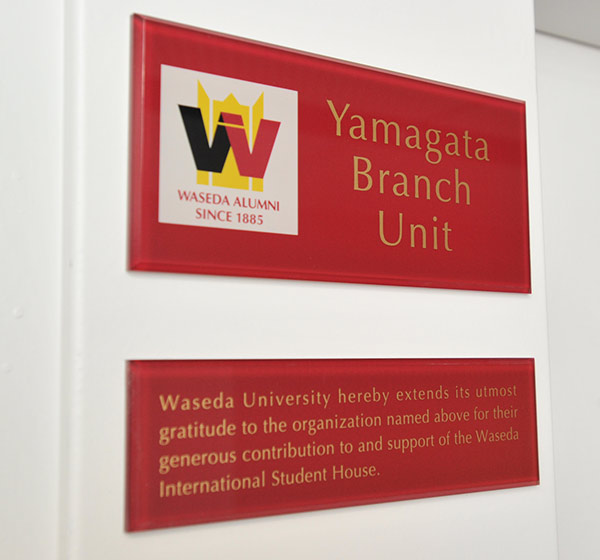 WASEDA ALUMNI
SINCE 1885
Yamagata
Branch
Unit
Waseda University hereby extends its utmost
gratitude to the organization named above for their
generous contribution to and support of the Waseda
International Student House.